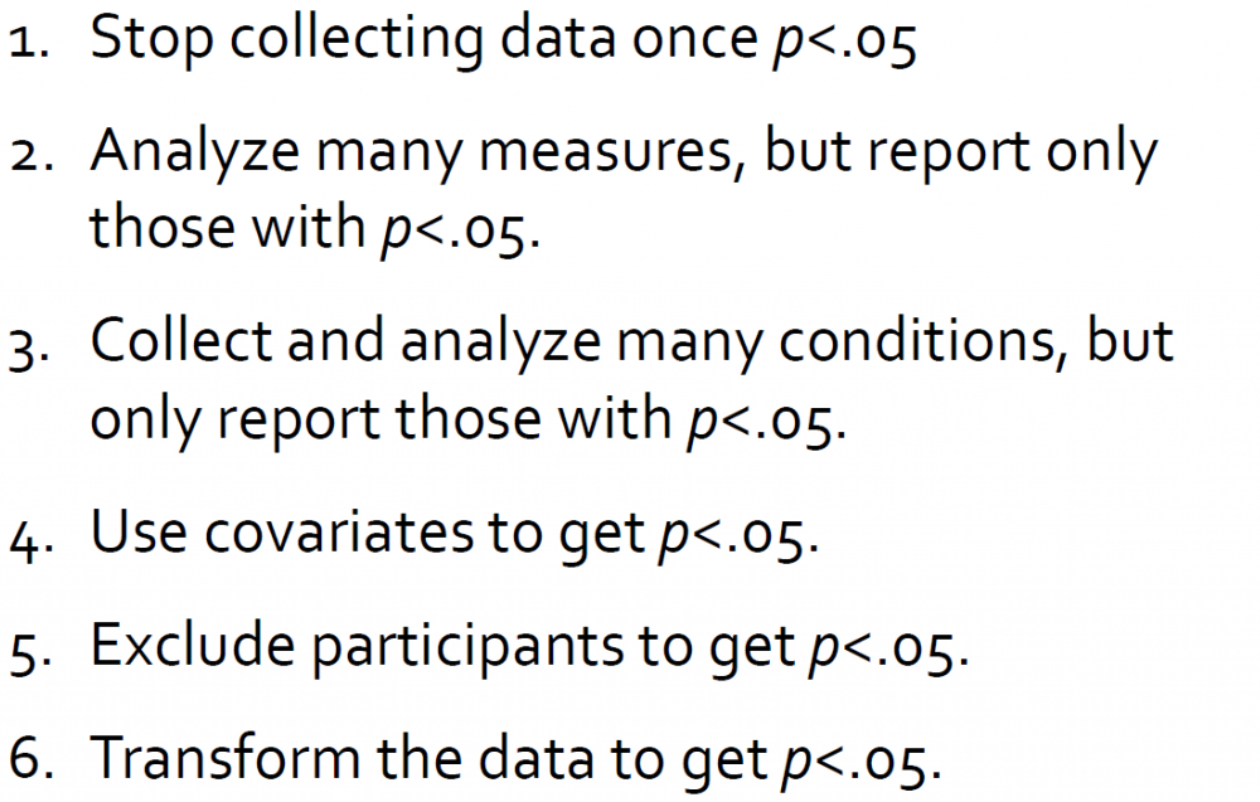 1. Stop collecting data once p<.05
2. Analyze many measures, but report only
those with p<.05.
3. Collect and analyze many conditions, but
only report those with p<.05.
4. Use covariates to get p<.05.
5. Exclude participants to get p<.05.
6. Transform the data to get p<.05.